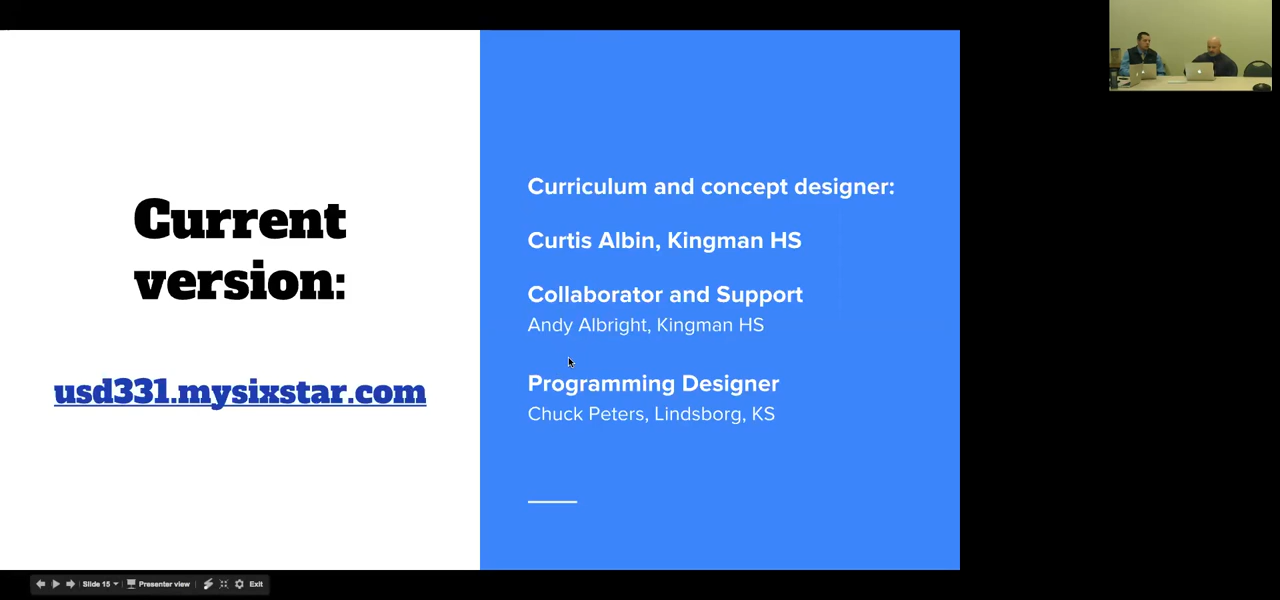 Current
version:
usd331.mysixstar.com
Curriculum and concept designer:
Curtis Albin, Kingman HS
Collaborator and Support
Andy Albright, Kingman HS
Programming Designer
Chuck Peters, Lindsborg, KS
Slide 15
Presenter view
Exit